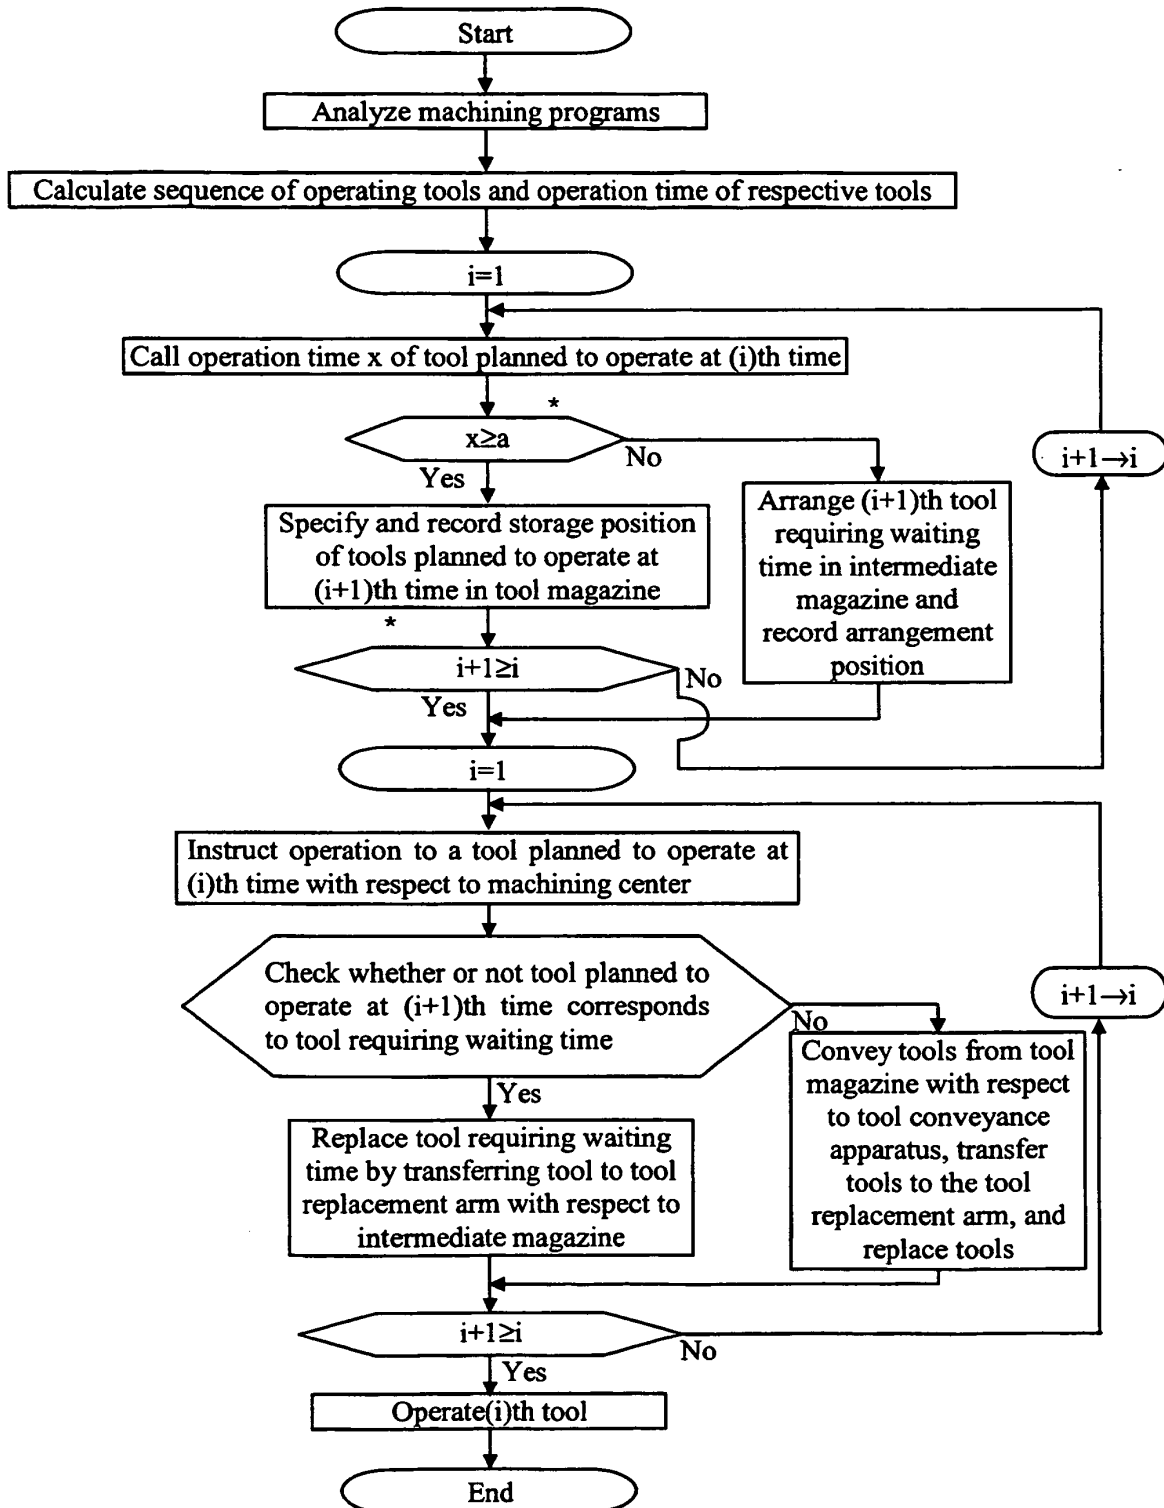 Start
Analyze machining programs
Calculate sequence of operating tools and operation time of respective tools
i=1
Call operation time x of tool planned to operate at (i)th time
*
x≥a
No
Yes
i+1→i
Specify and record storage position
of tools planned to operate at
(i+1)th time in tool magazine
Arrange (i+1)th tool
requiring waiting
time in intermediate
magazine and
record arrangement
position
*
i+1≥i
No
Yes
i=1
Instruct operation to a tool planned to operate at
(i)th time with respect to machining center
Check whether or not tool planned to
operate at (i+1)th time corresponds
to tool requiring waiting time
No
Yes
i+1→i
Convey tools from tool
magazine with respect
to tool conveyance
apparatus, transfer
tools to the tool
replacement arm, and
replace tools
Replace tool requiring waiting
time by transferring tool to tool
replacement arm with respect to
intermediate magazine
i+1≥i
No
Yes
Operate(i)th tool
End